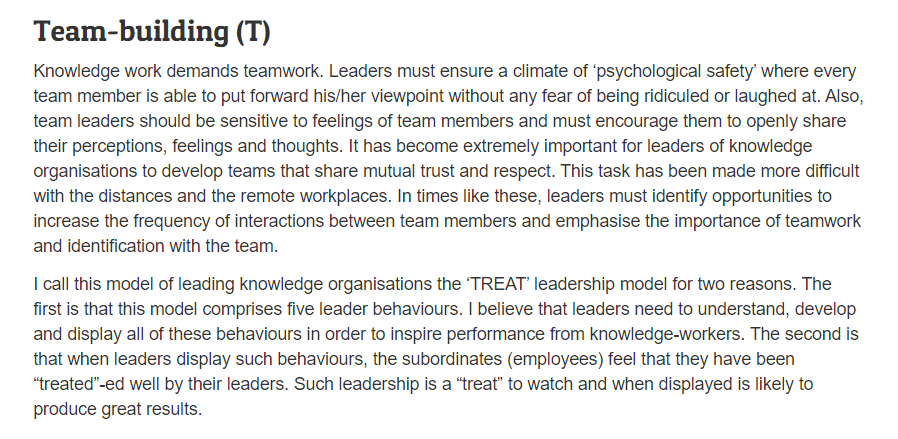 Team-building (T)
Knowledge work demands teamwork. Leaders must ensure a climate of ‘psychological safety’ where every
team member is able to put forward his/her viewpoint without any fear of being ridiculed or laughed at. Also,
team leaders should be sensitive to feelings of team members and must encourage them to openly share
their perceptions, feelings and thoughts. It has become extremely important for leaders of knowledge
organisations to develop teams that share mutual trust and respect. This task has been made more difficult
with the distances and the remote workplaces. In times like these, leaders must identify opportunities to
increase the frequency of interactions between team members and emphasise the importance of teamwork
and identification with the team.
I call this model of leading knowledge organisations the ‘TREAT’ leadership model for two reasons. The
first is that this model comprises five leader behaviours. I believe that leaders need to understand, develop
and display all of these behaviours in order to inspire performance from knowledge-workers. The second is
that when leaders display such behaviours, the subordinates (employees) feel that they have been
“treated”-ed well by their leaders. Such leadership is a “treat” to watch and when displayed is likely to
produce great results.